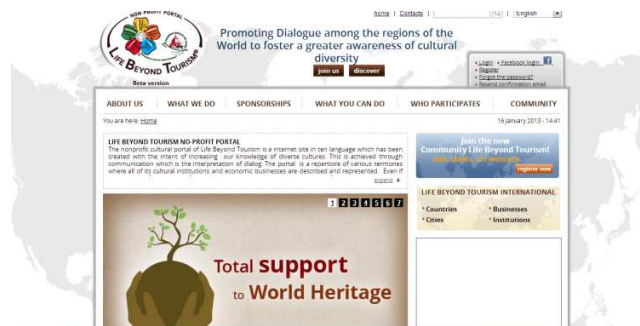 NON PROFIT PORTAL
LIFE BEYOND TOURISM
Beta version
home | Contacts |
English
Promoting Dialogue among the regions of the
World to foster a greater awareness of cultural
diversity
join us
discover
Login
Facebook login
Register
Forgot the password?
Resend confirmation email
ABOUT US
WHAT WE DO
SPONSORSHIPS
WHAT YOU CAN DO
WHO PARTICIPATES
COMMUNITY
You are here: Home
16 January 2013 - 14:41
LIFE BEYOND TOURISM NO-PROFIT PORTAL
The nonprofit cultural portal of Life Beyond Tourism is a internet site in ten language which has been
created with the intent of increasing our knowledge of diverse cultures. This is achieved through
communication which is the interpretation of dialog. The portal is a repertoire of various territories
where all of its cultural institutions and economic businesses are described and represented. Even if
expand
Join the new
Community Life Beyond Tourism!
register now
1 2 3 4 5 6 7
Total support
to World Heritage
LIFE BEYOND TOURISM INTERNATIONAL
Countries
Businesses
Cities
Institutions